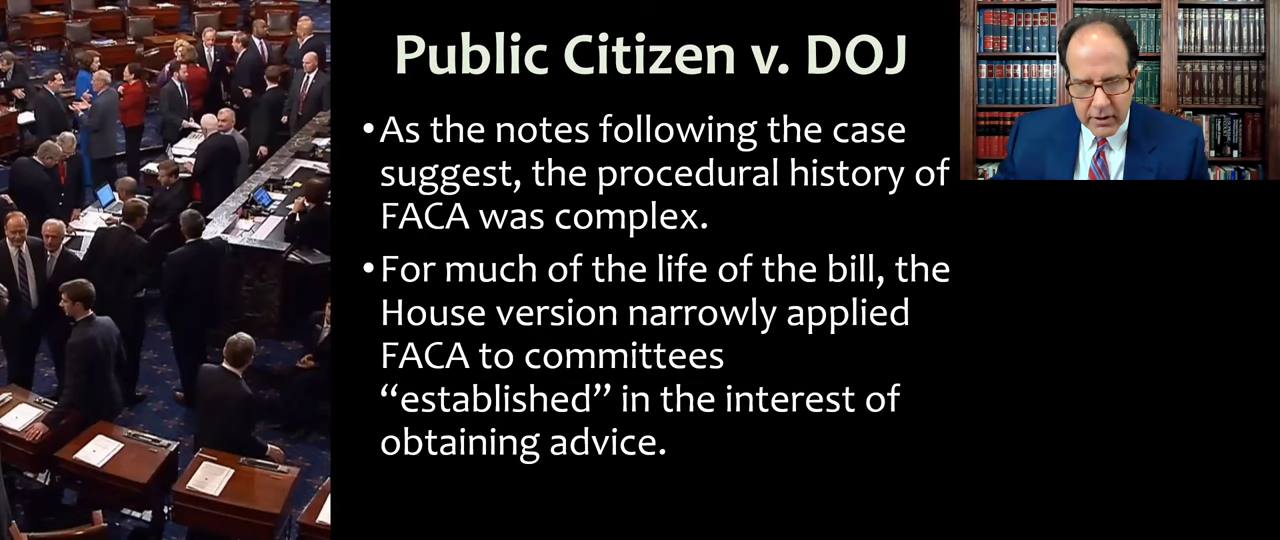 Public Citizen v. DOJ
•As the notes following the case
suggest, the procedural history of
FACA was complex.
•For much of the life of the bill, the
House version narrowly applied
FACA to committees
“established” in the interest of
obtaining advice.